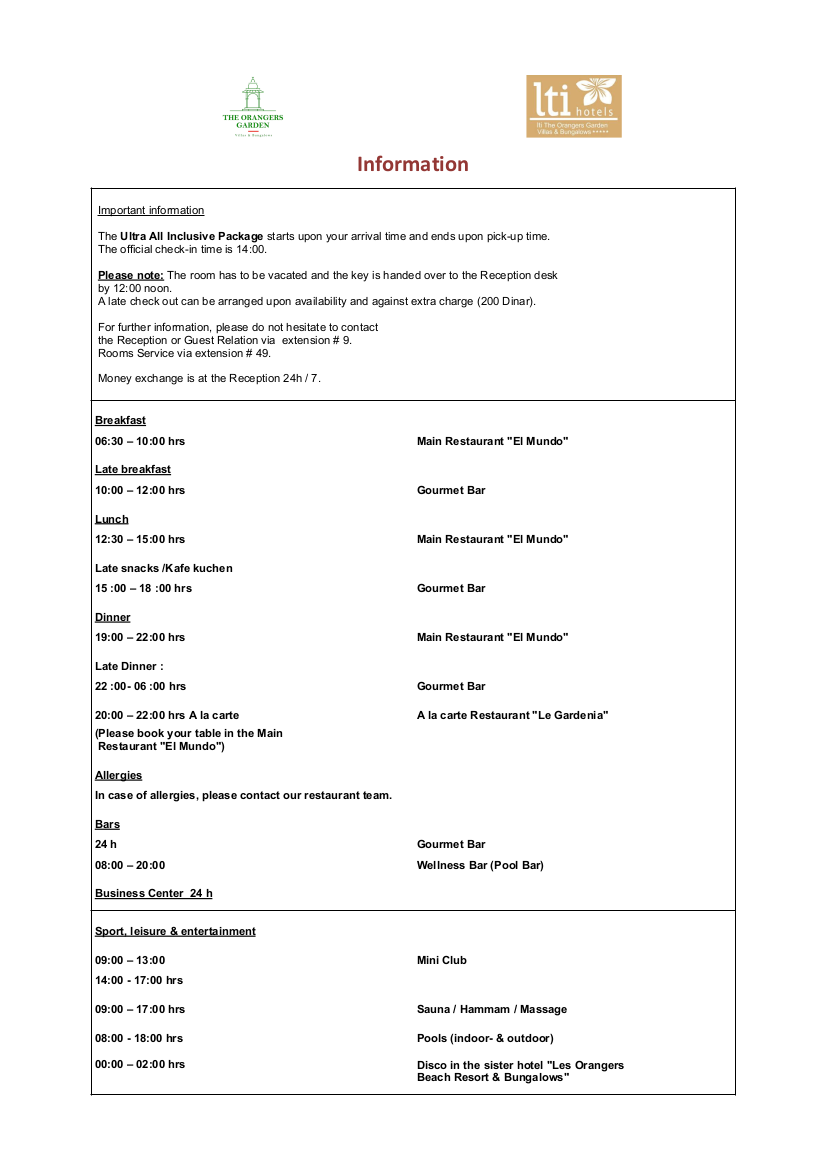 THE ORANGERS
GARDEN
Villas & Bungalows
lti
hotels
lti The Orangers Garden
Villas & Bungalows •••••
Information
Important information
The Ultra All Inclusive Package starts upon your arrival time and ends upon pick-up time.
The official check-in time is 14:00.
Please note: The room has to be vacated and the key is handed over to the Reception desk
by 12:00 noon.
A late check out can be arranged upon availability and against extra charge (200 Dinar).
For further information, please do not hesitate to contact
the Reception or Guest Relation via extension # 9.
Rooms Service via extension # 49.
Money exchange is at the Reception 24h / 7.
Breakfast
06:30 – 10:00 hrs Main Restaurant "El Mundo"
Late breakfast
10:00 – 12:00 hrs Gourmet Bar
Lunch
12:30 – 15:00 hrs Main Restaurant "El Mundo"
Late snacks /Kafe kuchen
15 :00 – 18 :00 hrs Gourmet Bar
Dinner
19:00 – 22:00 hrs Main Restaurant "El Mundo"
Late Dinner :
22 :00- 06 :00 hrs Gourmet Bar
20:00 – 22:00 hrs A la carte A la carte Restaurant "Le Gardenia"
(Please book your table in the Main
Restaurant "El Mundo")
Allergies
In case of allergies, please contact our restaurant team.
Bars
24 h Gourmet Bar
08:00 – 20:00 Wellness Bar (Pool Bar)
Business Center 24 h
Sport, leisure & entertainment
09:00 – 13:00 Mini Club
14:00 - 17:00 hrs
09:00 – 17:00 hrs Sauna / Hammam / Massage
08:00 - 18:00 hrs Pools (indoor- & outdoor)
00:00 – 02:00 hrs Disco in the sister hotel "Les Orangers
Beach Resort & Bungalows"